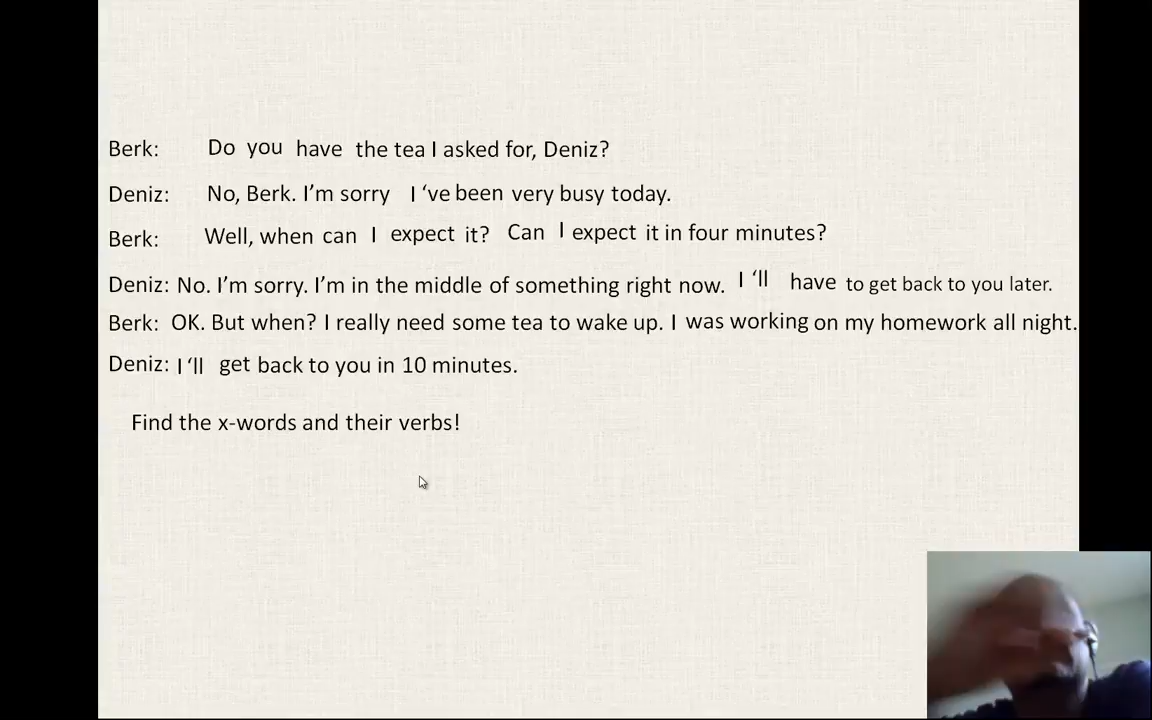 Berk: Do you have the tea I asked for, Deniz?
Deniz: No, Berk. I’m sorry I ‘ve been very busy today.
Berk: Well, when can I expect it? Can I expect it in four minutes?
Deniz: No. I’m sorry. I’m in the middle of something right now. I ‘ll have to get back to you later.
Berk: OK. But when? I really need some tea to wake up. I was working on my homework all night.
Deniz: I ‘ll get back to you in 10 minutes.
Find the x-words and their verbs!